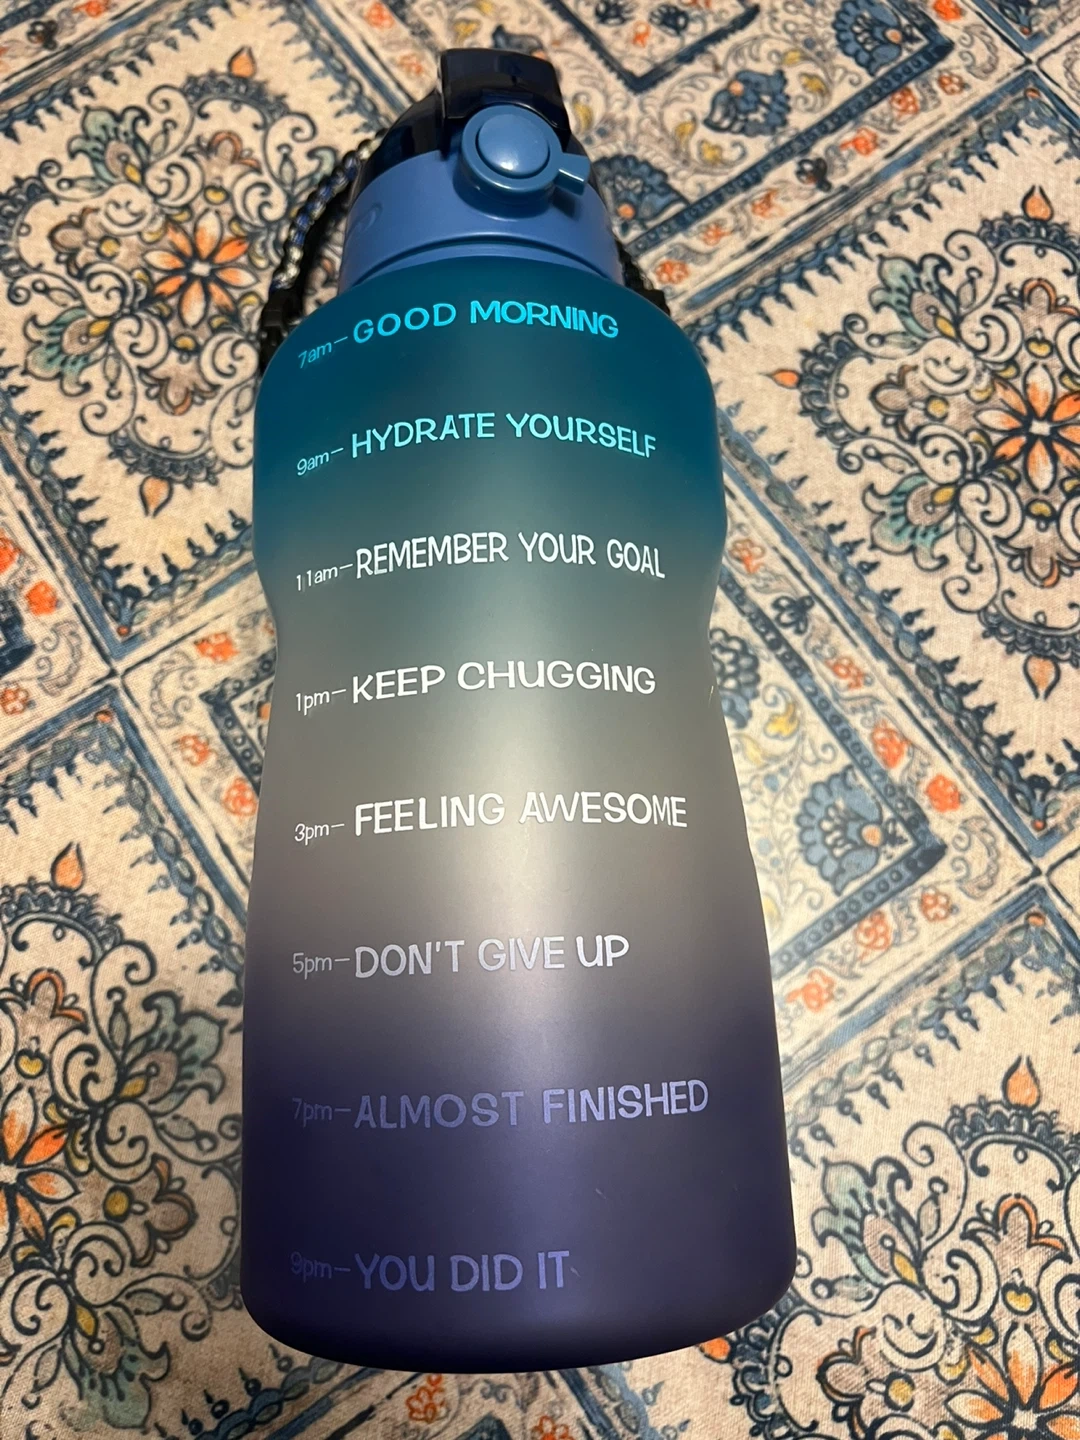 7am— GOOD MORNING
9am— HYDRATE YOURSELF
11am— REMEMBER YOUR GOAL
1pm— KEEP CHUGGING
3pm— FEELING AWESOME
5pm— DON'T GIVE UP
7pm— ALMOST FINISHED
9pm— YOU DID IT